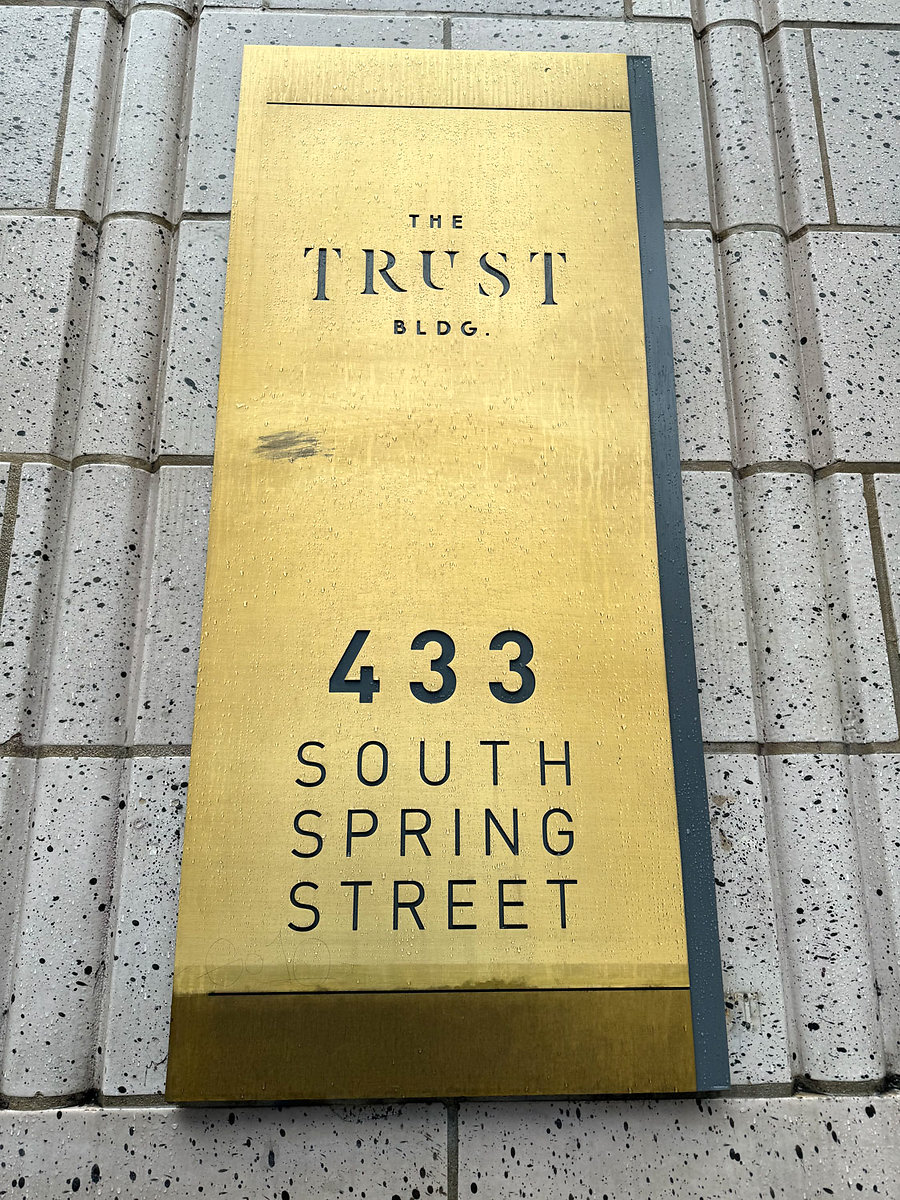 THE
TRUST
BLDG.
433
SOUTH
SPRING
STREET